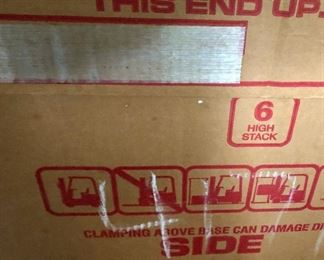 THIS END UP
6
HIGH
STACK
CLAMPING ABOVE BASE CAN DAMAGE
SIDE